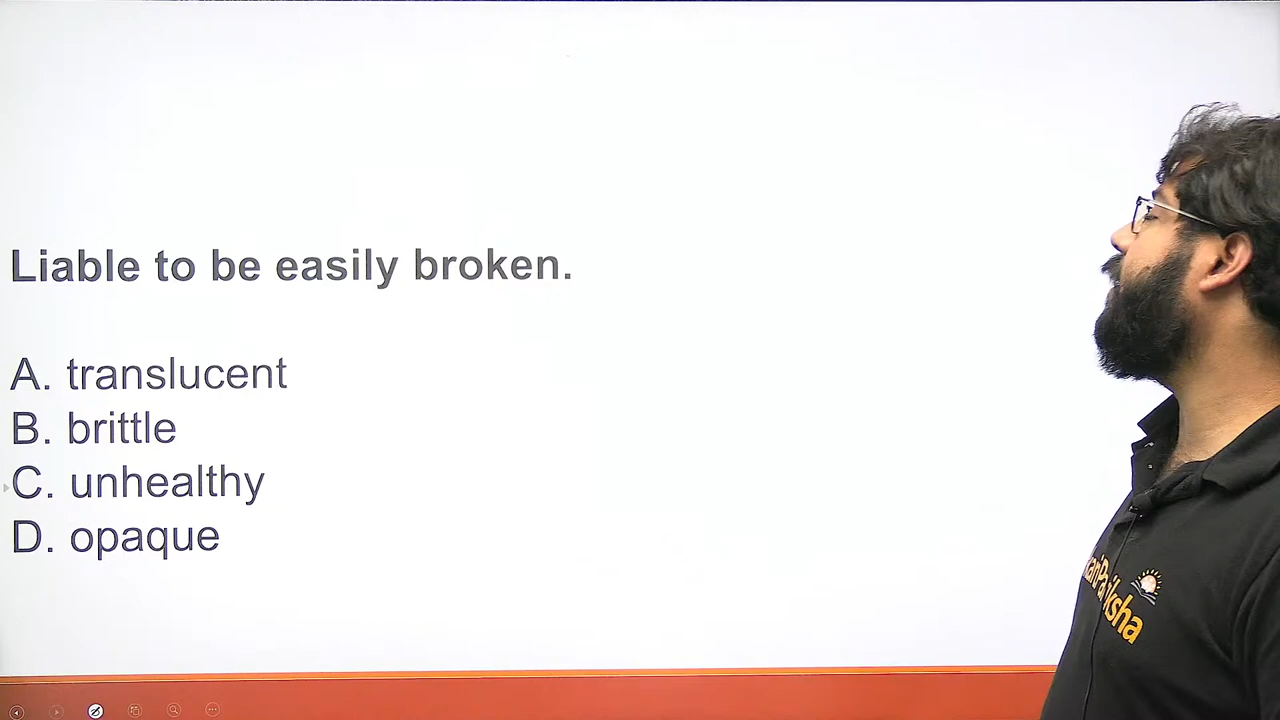 Liable to be easily broken.
A. translucent
B. brittle
C. unhealthy
D. opaque